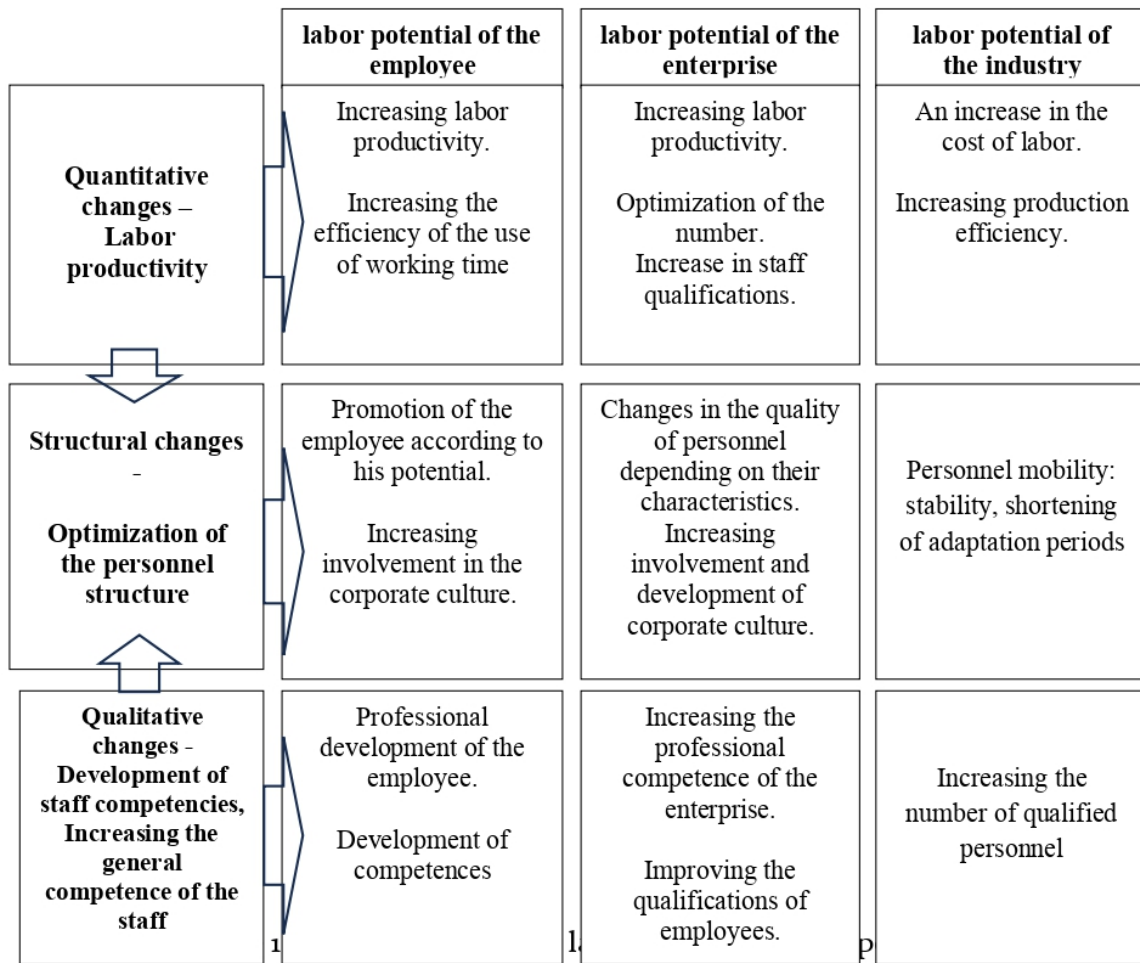 labor potential of the
employee
labor potential of the
enterprise
labor potential of
the industry
Quantitative
changes –
Labor
productivity
Increasing labor
productivity.
Increasing the
efficiency of the use
of working time
Increasing labor
productivity.
Optimization of the
number.
Increase in staff
qualifications.
An increase in the
cost of labor.
Increasing production
efficiency.
Structural changes
-
Optimization of
the personnel
structure
Promotion of the
employee according to
his potential.
Increasing
involvement in the
corporate culture.
Changes in the quality
of personnel
depending on their
characteristics.
Increasing
involvement and
development of
corporate culture.
Personnel mobility:
stability, shortening
of adaptation periods
Qualitative
changes -
Development of
staff competencies,
Increasing the
general
competence of the
staff
Professional
development of the
employee.
Development of
competences
Increasing the
professional
competence of the
enterprise.
Improving the
qualifications of
employees.
Increasing the
number of qualified
personnel